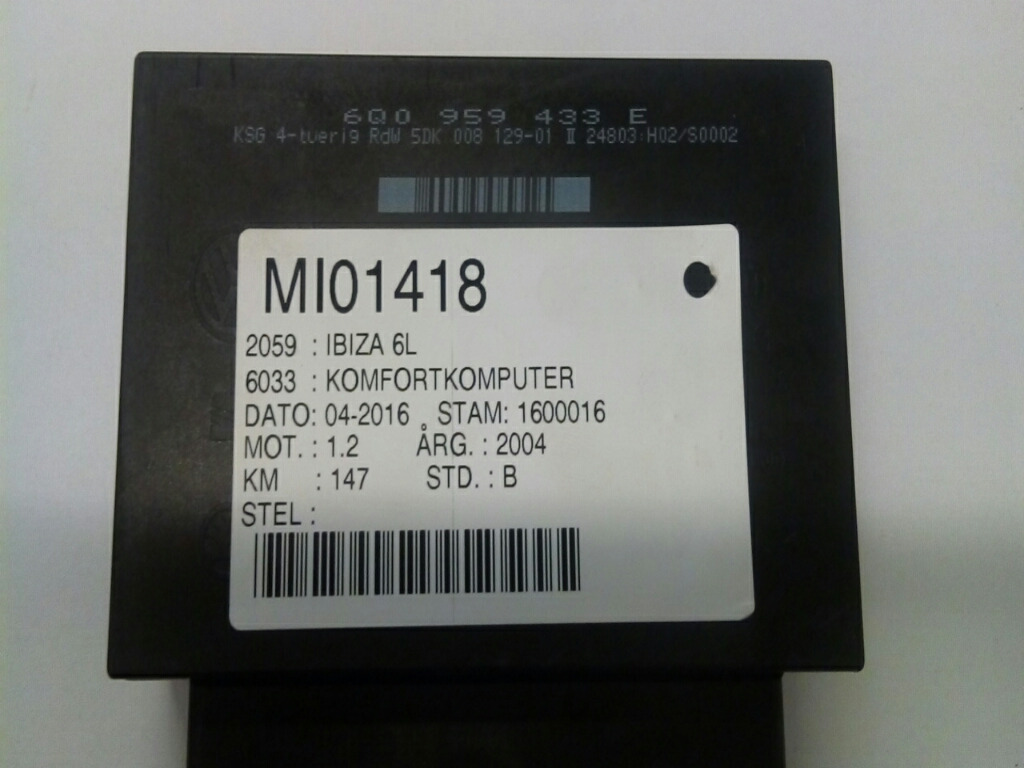 6Q0 959 433 E
KSG 4-tuerig RdW 5DK 008 129-01 II 24803:H02/S0002
MI01418
2059 : IBIZA 6L
6033 : KOMFORTKOMPUTER
DATO: 04-2016 STAM: 1600016
MOT. : 1.2 ÅRG. : 2004
KM : 147 STD. : B
STEL :